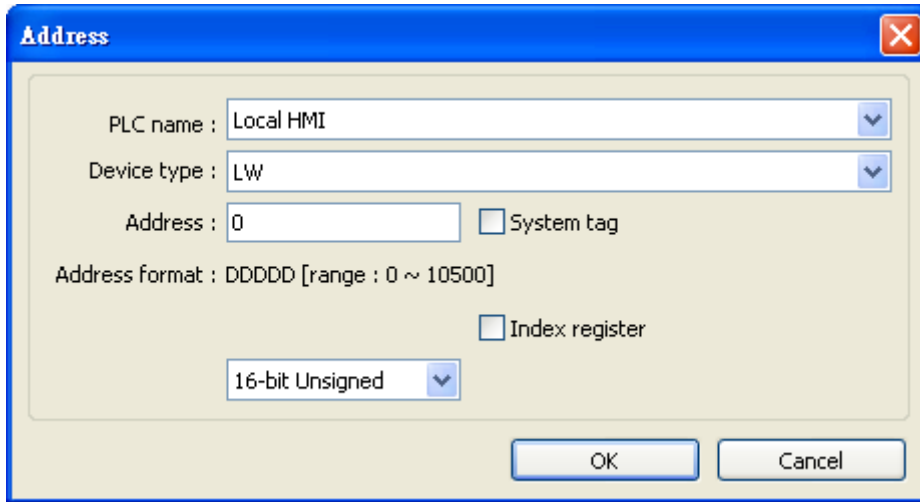 Address
PLC name : Local HMI
Device type : LW
Address : 0 System tag
Address format : DDDDD [range : 0 ~ 10500]
Index register
16-bit Unsigned
OK Cancel